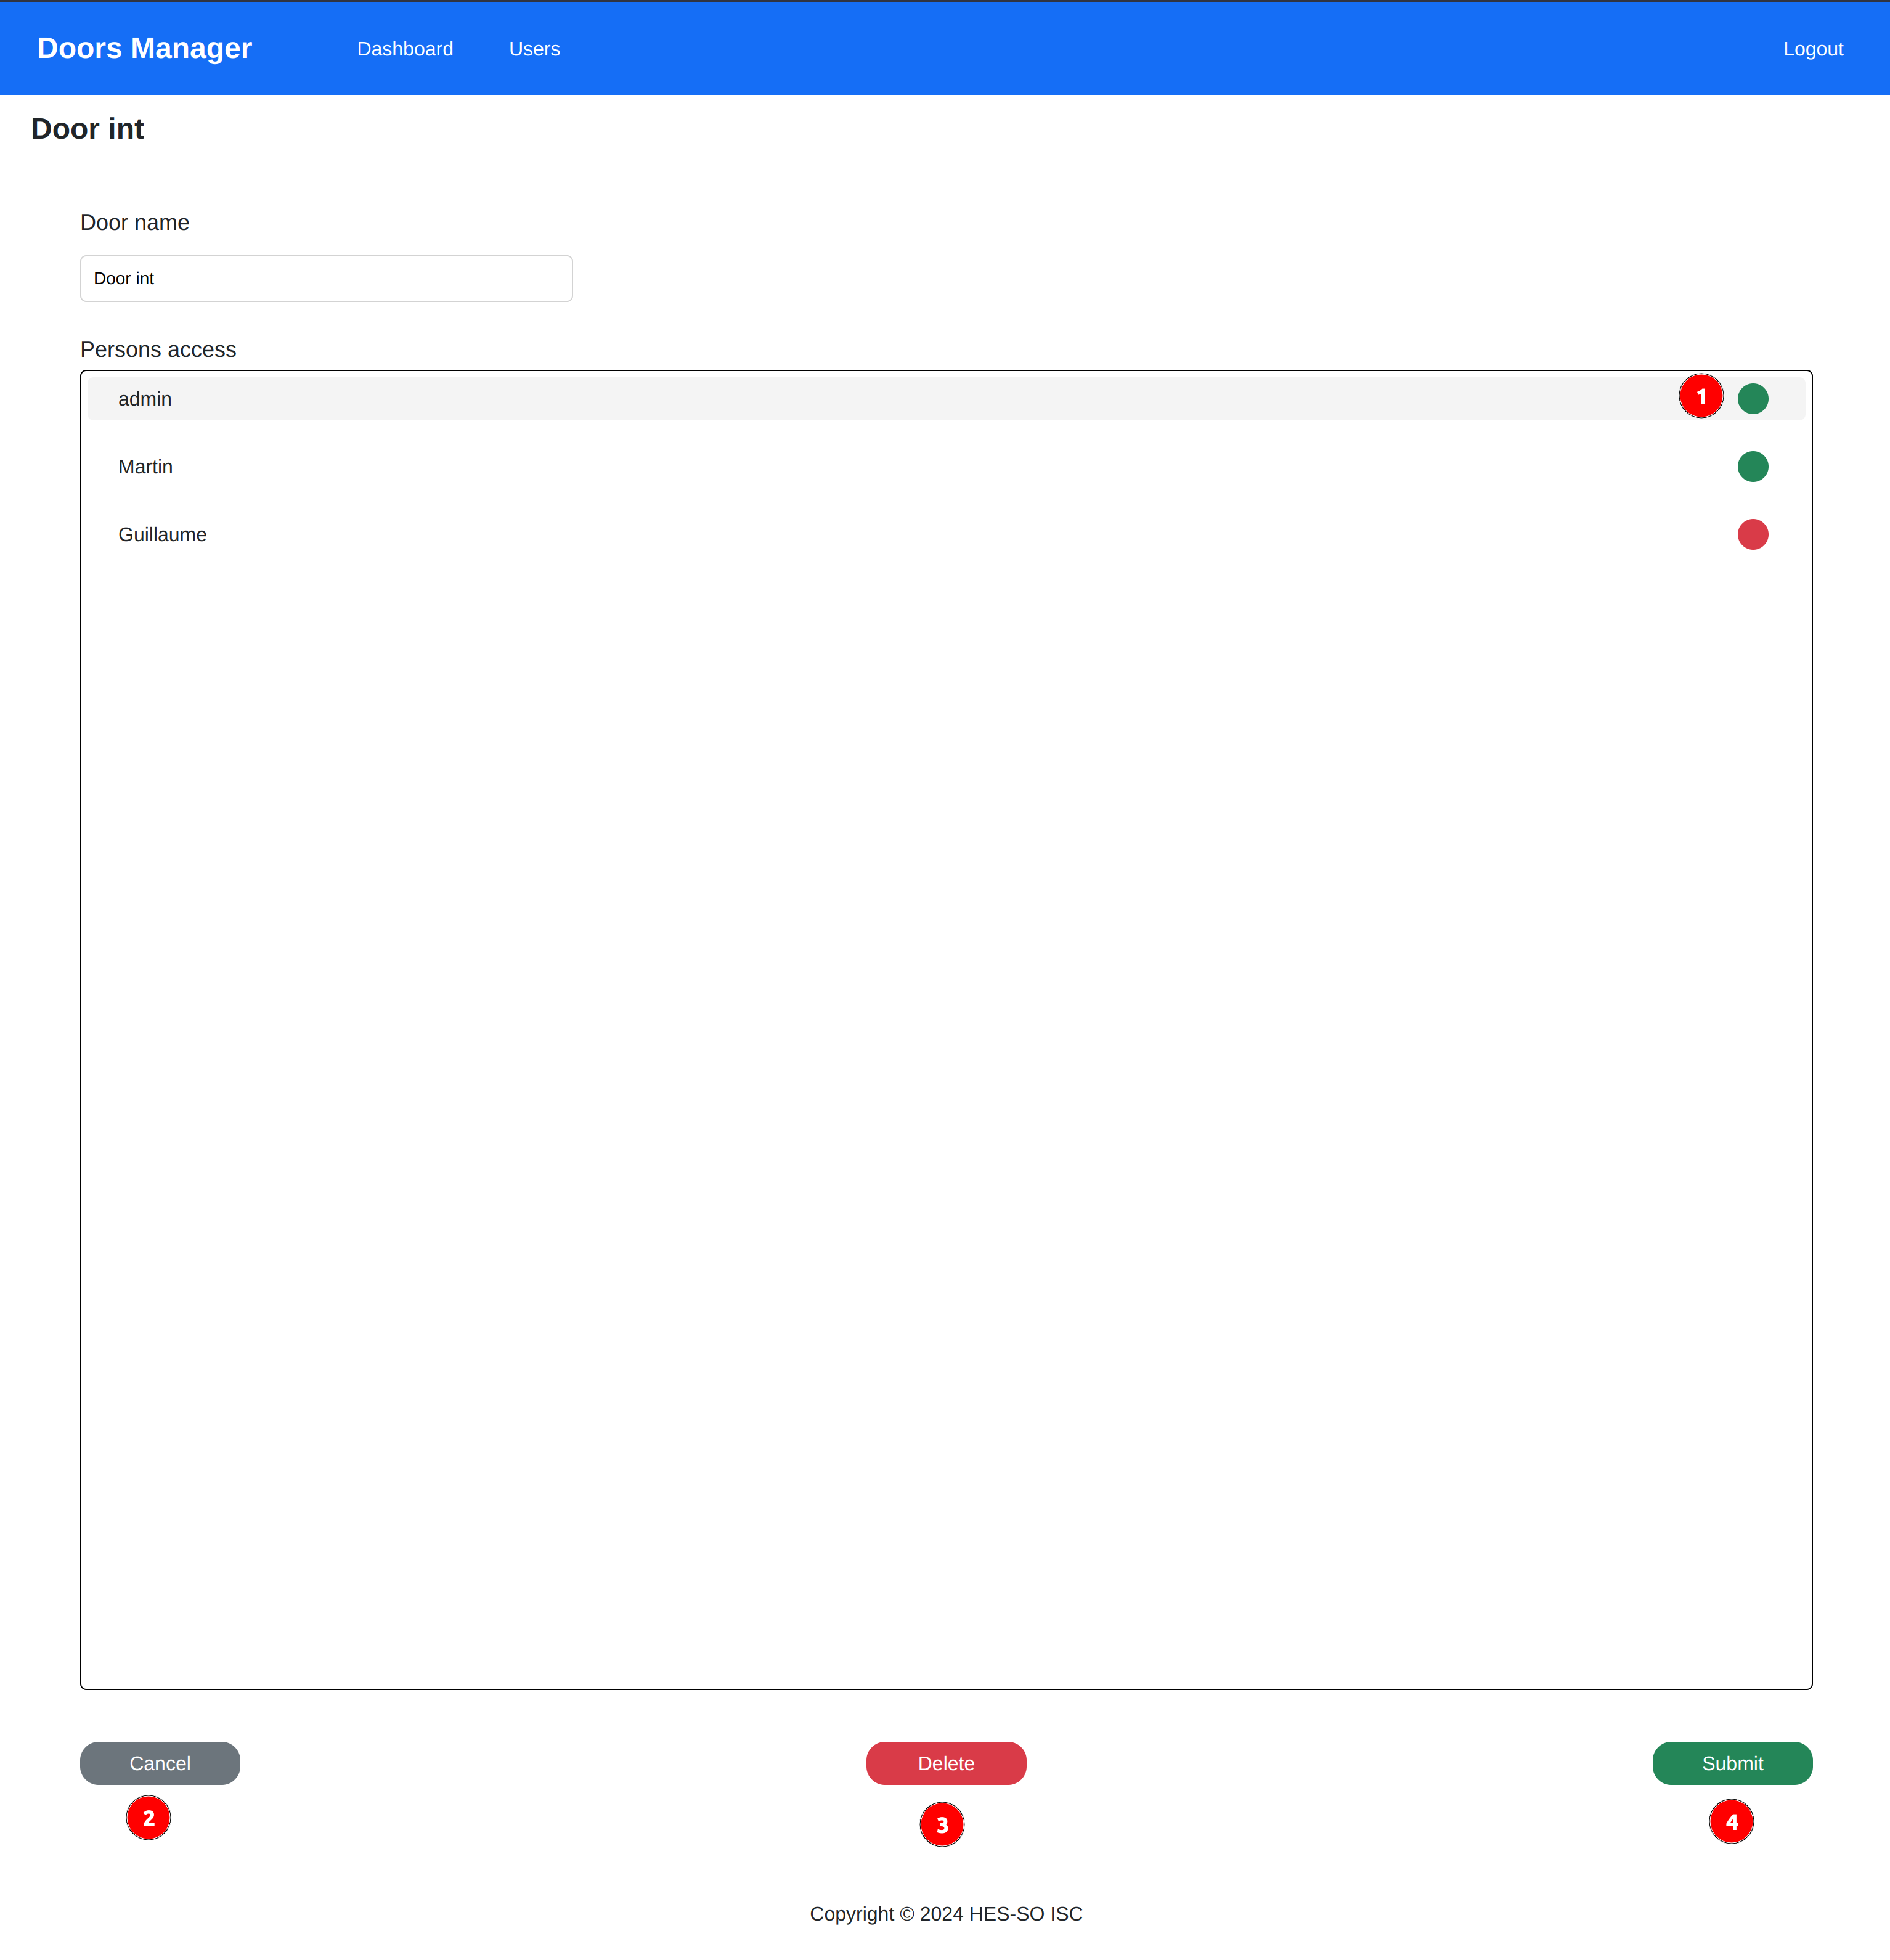 Doors Manager Dashboard Users Logout
Door int
Door name
Door int
Persons access
admin 1
Martin
Guillaume
Cancel Delete Submit
2 3 4
Copyright © 2024 HES-SO ISC